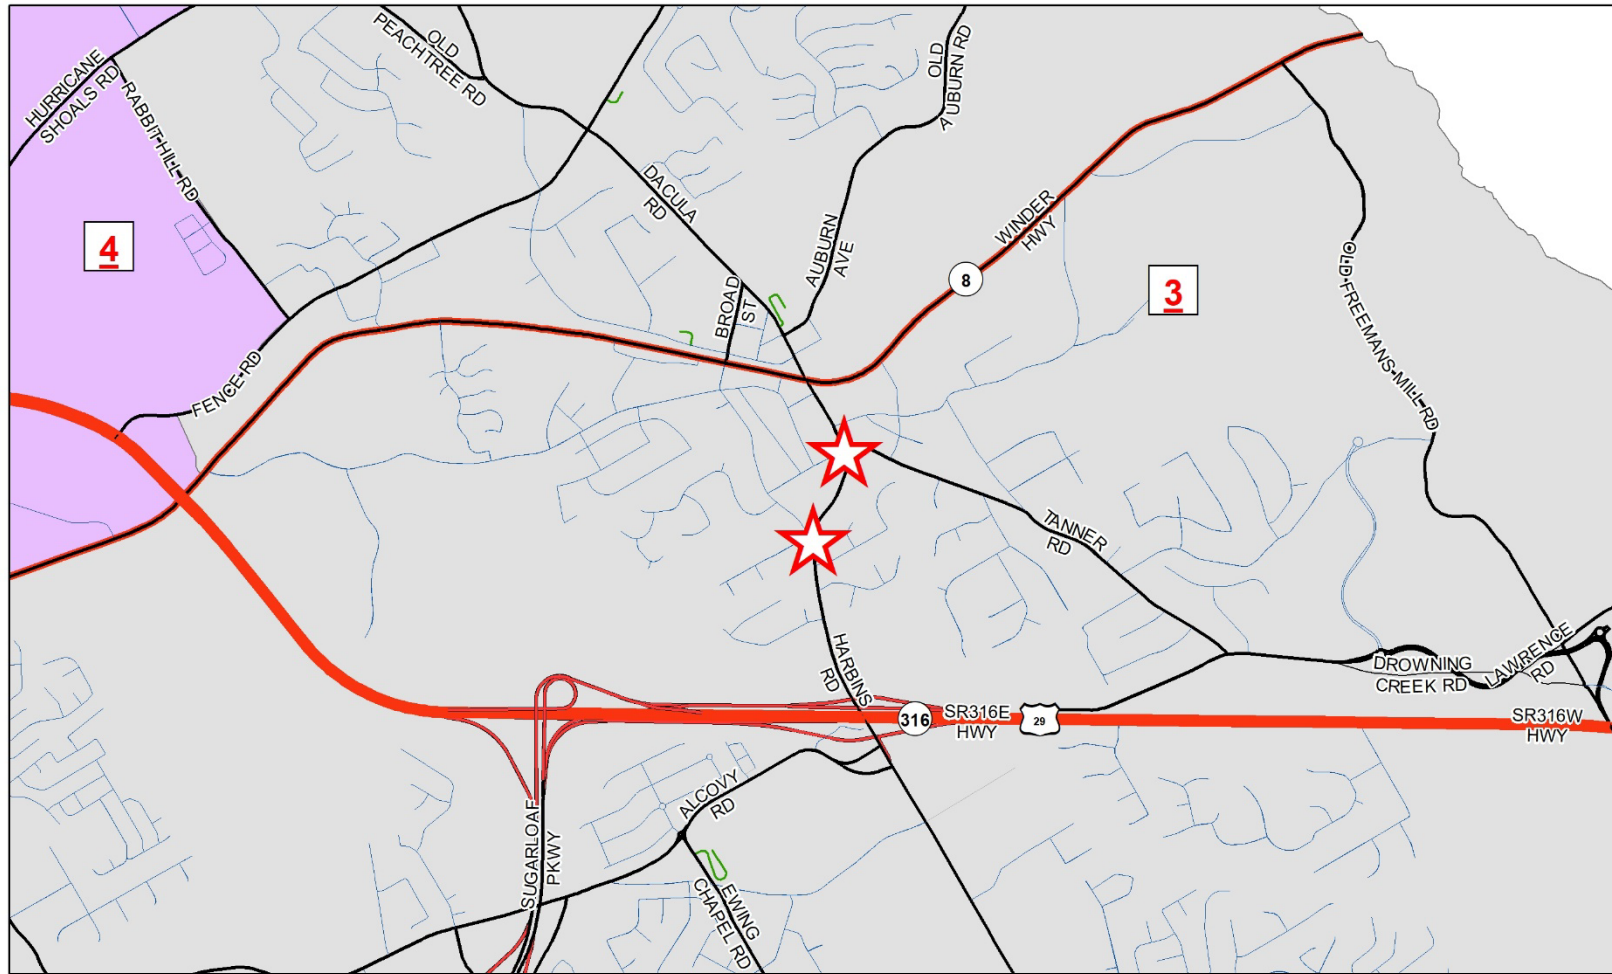 OLD
PEACHTREE RD
HURRICANE
SHOALS RD
RABBIT HILL RD
OLD
AUBURN RD
DACULA
RD
AUBURN
AVE
WINDER
HWY
4
8
3
BROAD
ST
OLD FREEMANS MILL RD
FENCE RD
TANNER
RD
HARBINS
RD
DROWNING
CREEK RD
LAWRENCE
RD
316
SR316E
HWY
29
SR316W
HWY
ALCOVY
RD
SUGARLOAF
PKWY
EWING
CHAPEL RD